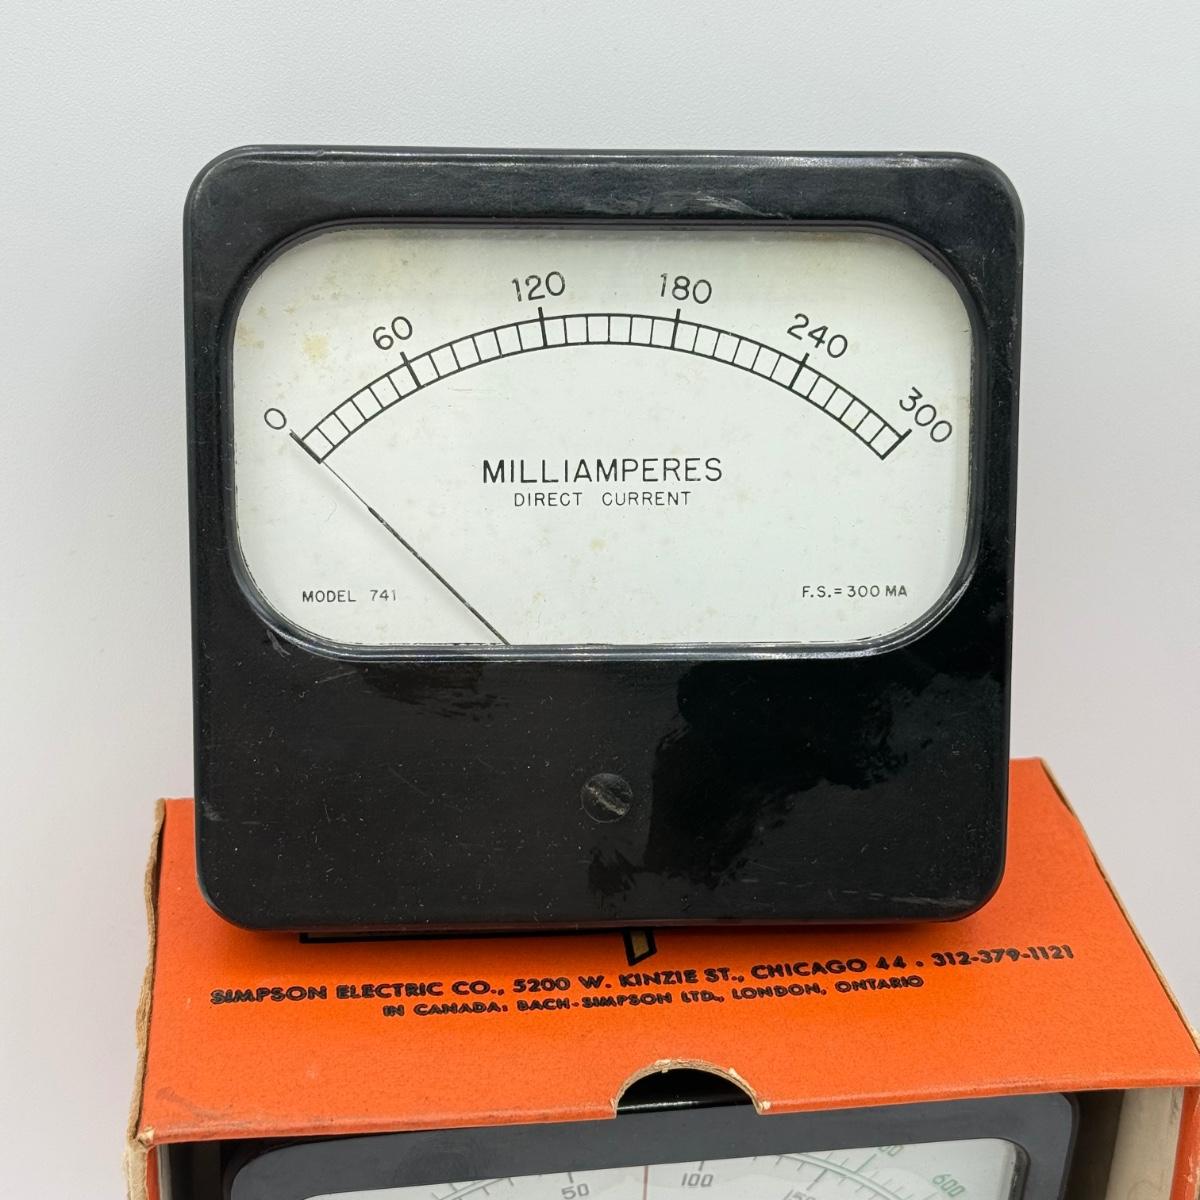 0 60 120 180 240 300
MILLIAMPERES
DIRECT CURRENT
MODEL 741 F.S.=300 MA
SIMPSON ELECTRIC CO., 5200 W. KINZIE ST., CHICAGO 44 • 312-379-1121
IN CANADA: BACH-SIMPSON LTD., LONDON, ONTARIO
600
50 100